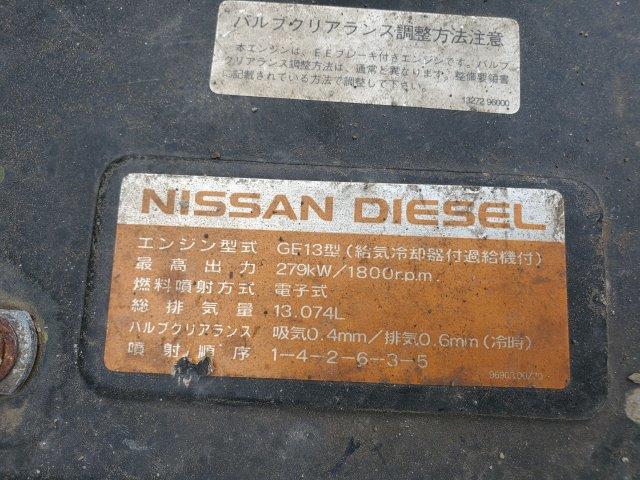 バルブクリアランス調整方法注意
本エンジンは、EEブレーキ付きエンジンです。バルブ
クリアランス調整方法は、通常と異なります。整備要領書
に記載されている方法で調整して下さい。
13272 96000
NISSAN DIESEL
エンジン型式 GE13型(給気冷却器付過給機付)
最高出力 279kW/1800r.p.m
燃料噴射方式 電子式
総排気量 13.074L
バルブクリアランス 吸気0.4mm/排気0.6mm(冷時)
噴射順序 1-4-2-6-3-5